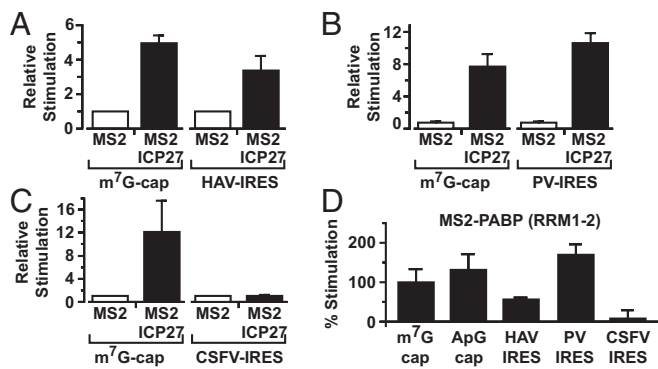 A
Relative
Stimulation
6
4
2
0
MS2 MS2 MS2 MS2
ICP27 ICP27
m7G-cap HAV-IRES
B
Relative
Stimulation
12
8
4
0
MS2 MS2 MS2 MS2
ICP27 ICP27
m7G-cap PV-IRES
C
Relative
Stimulation
16
12
8
4
0
MS2 MS2 MS2 MS2
ICP27 ICP27
m7G-cap CSFV-IRES
D
MS2-PABP (RRM1-2)
% Stimulation
200
100
0
m7G ApG HAV PV CSFV
cap cap IRES IRES IRES